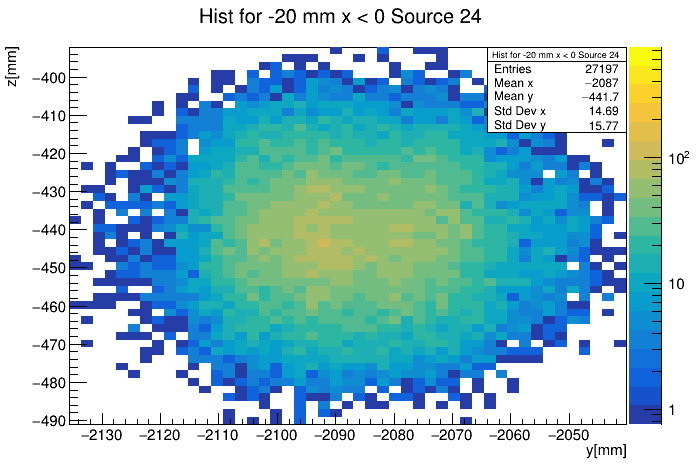 Hist for -20 mm x < 0 Source 24
z[mm]
Hist for -20 mm x < 0 Source 24
Entries 27197
Mean x −2087
Mean y −441.7
Std Dev x 14.69
Std Dev y 15.77
−400
−410
−420
−430
−440
−450
−460
−470
−480
−490
10²
10
1
−2130 −2120 −2110 −2100 −2090 −2080 −2070 −2060 −2050
y[mm]